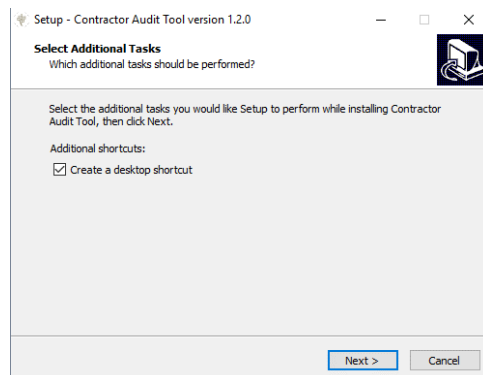 Setup - Contractor Audit Tool version 1.2.0
Select Additional Tasks
Which additional tasks should be performed?
Select the additional tasks you would like Setup to perform while installing Contractor
Audit Tool, then click Next.
Additional shortcuts:
Create a desktop shortcut
Next >
Cancel